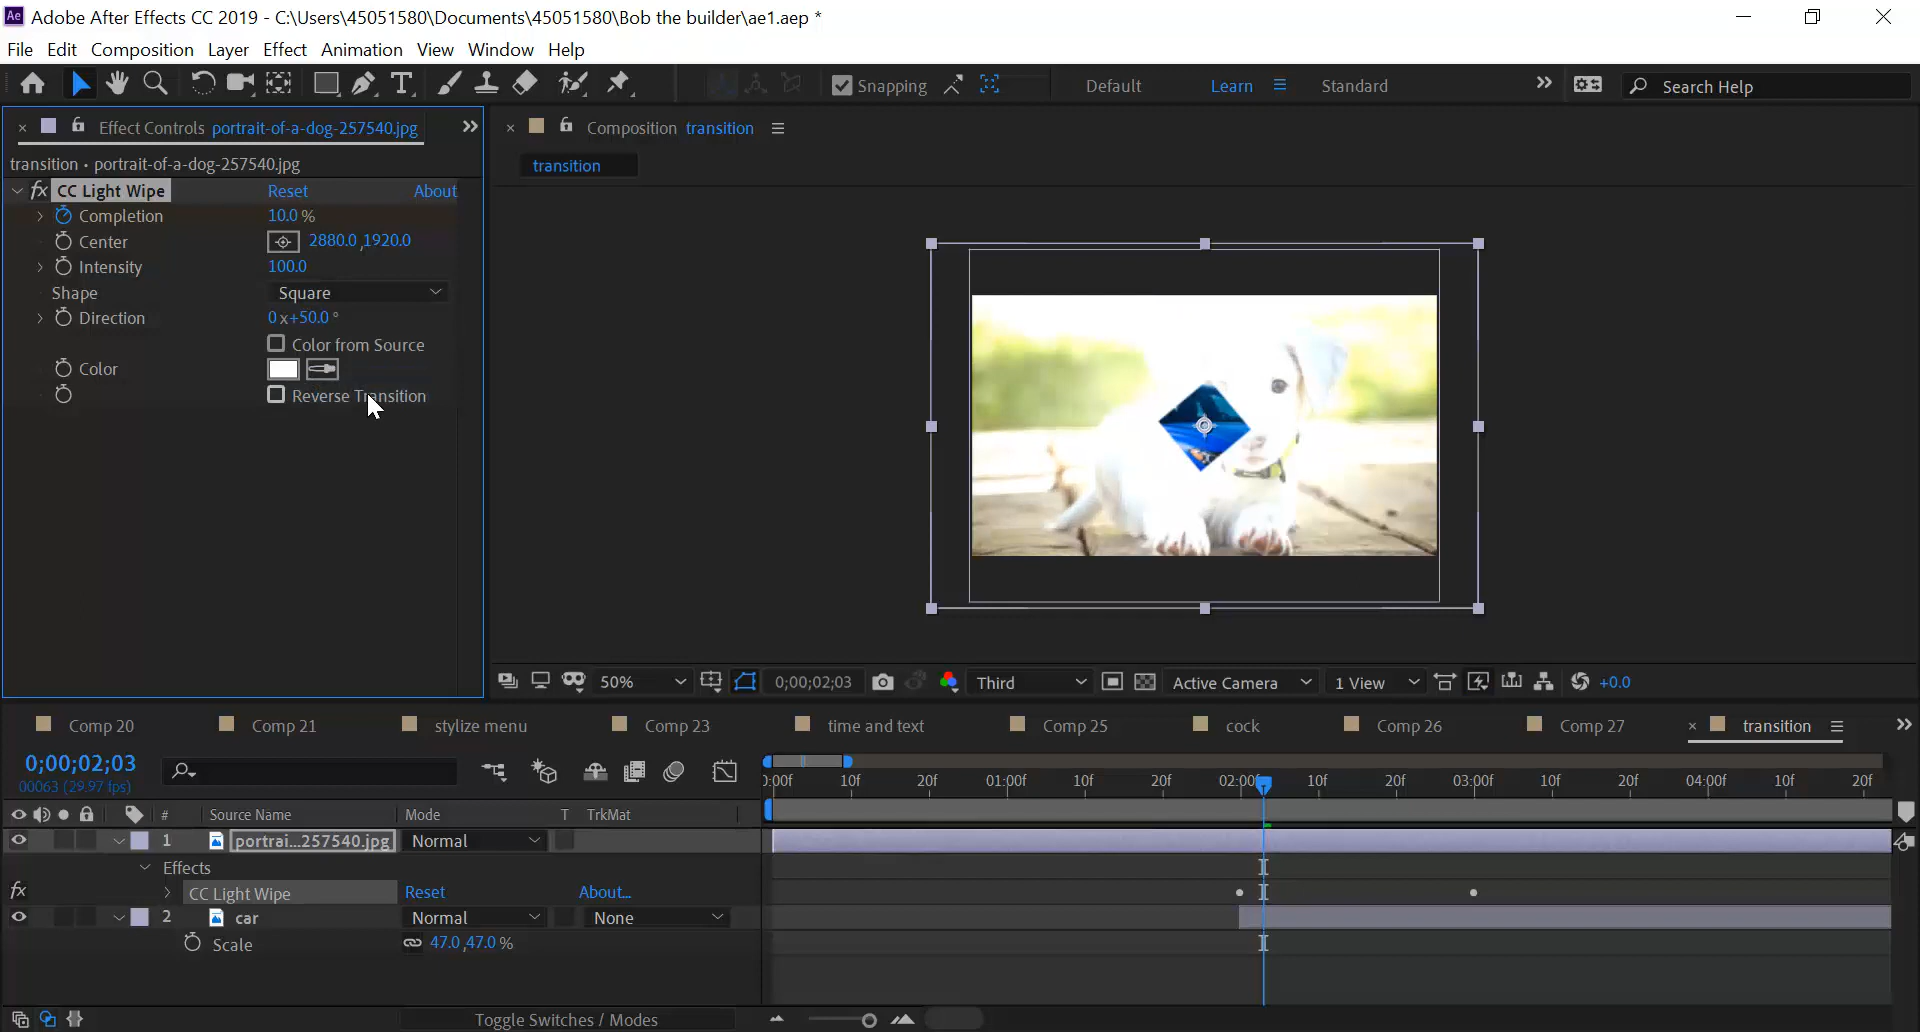 Ae Adobe After Effects CC 2019 - C:\Users\45051580\Documents\45051580\Bob the builder\ae1.aep *
File Edit Composition Layer Effect Animation View Window Help
T Snapping Default Learn Standard Search Help
Effect Controls portrait-of-a-dog-257540.jpg
Composition transition
transition • portrait-of-a-dog-257540.jpg
transition
fx CC Light Wipe Reset About
Completion 10.0 %
Center 2880.0 ,1920.0
Intensity 100.0
Shape Square
Direction 0 x+50.0 °
Color from Source
Color
Reverse Transition
50% 0;00;02;03 Third Active Camera 1 View +0.0
Comp 20 Comp 21 stylize menu Comp 23 time and text Comp 25 cock Comp 26 Comp 27 transition
0;00;02;03
00063 (29.97 fps)
0:00f 10f 20f 01:00f 10f 20f 02:00f 10f 20f 03:00f 10f 20f 04:00f 10f 20f
# Source Name Mode T TrkMat
1 portrai...257540.jpg Normal
Effects
fx CC Light Wipe Reset About...
2 car Normal None
Scale 47.0 ,47.0 %
Toggle Switches / Modes